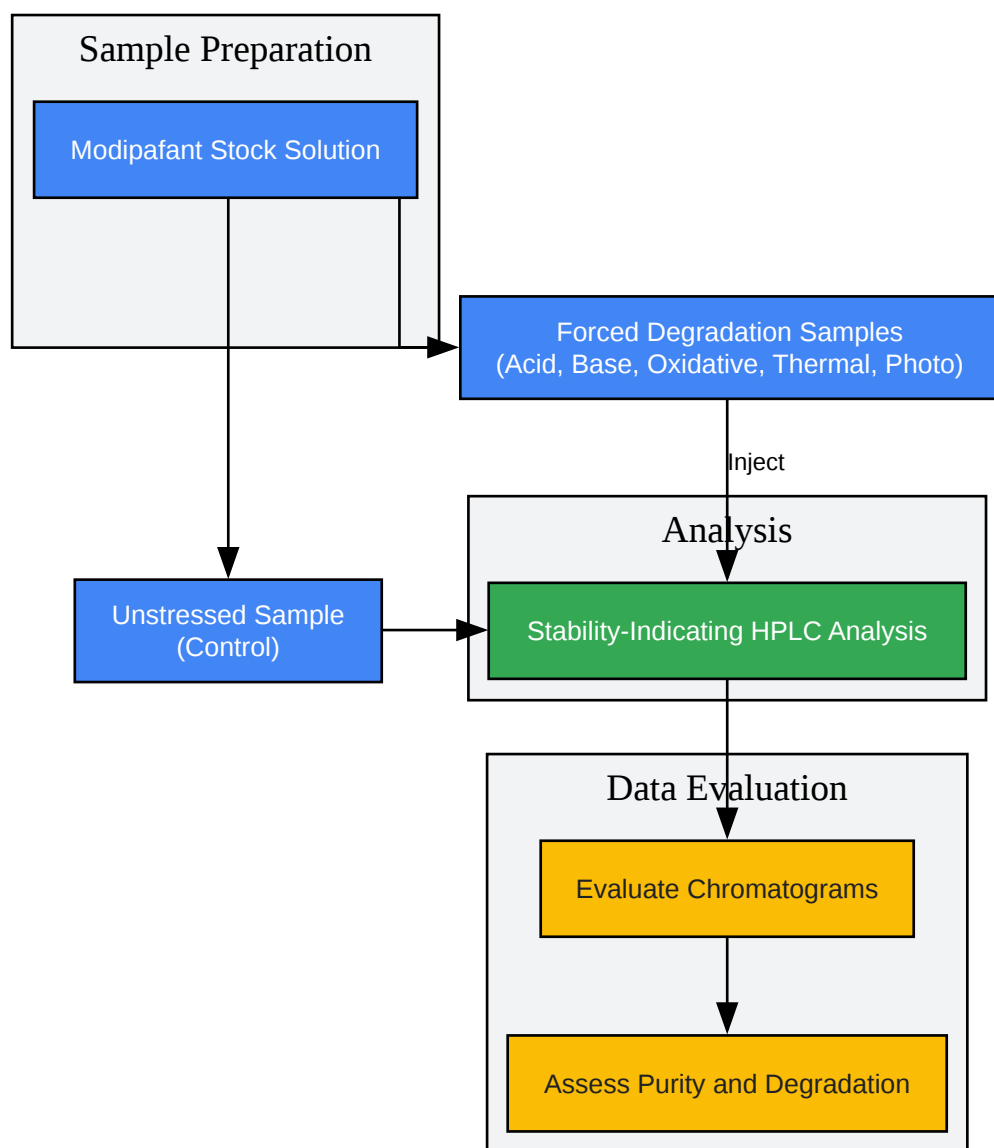 Sample Preparation
Modipafant Stock Solution
Forced Degradation Samples
(Acid, Base, Oxidative, Thermal, Photo)
Inject
Analysis
Unstressed Sample
(Control)
Stability-Indicating HPLC Analysis
Data Evaluation
Evaluate Chromatograms
Assess Purity and Degradation